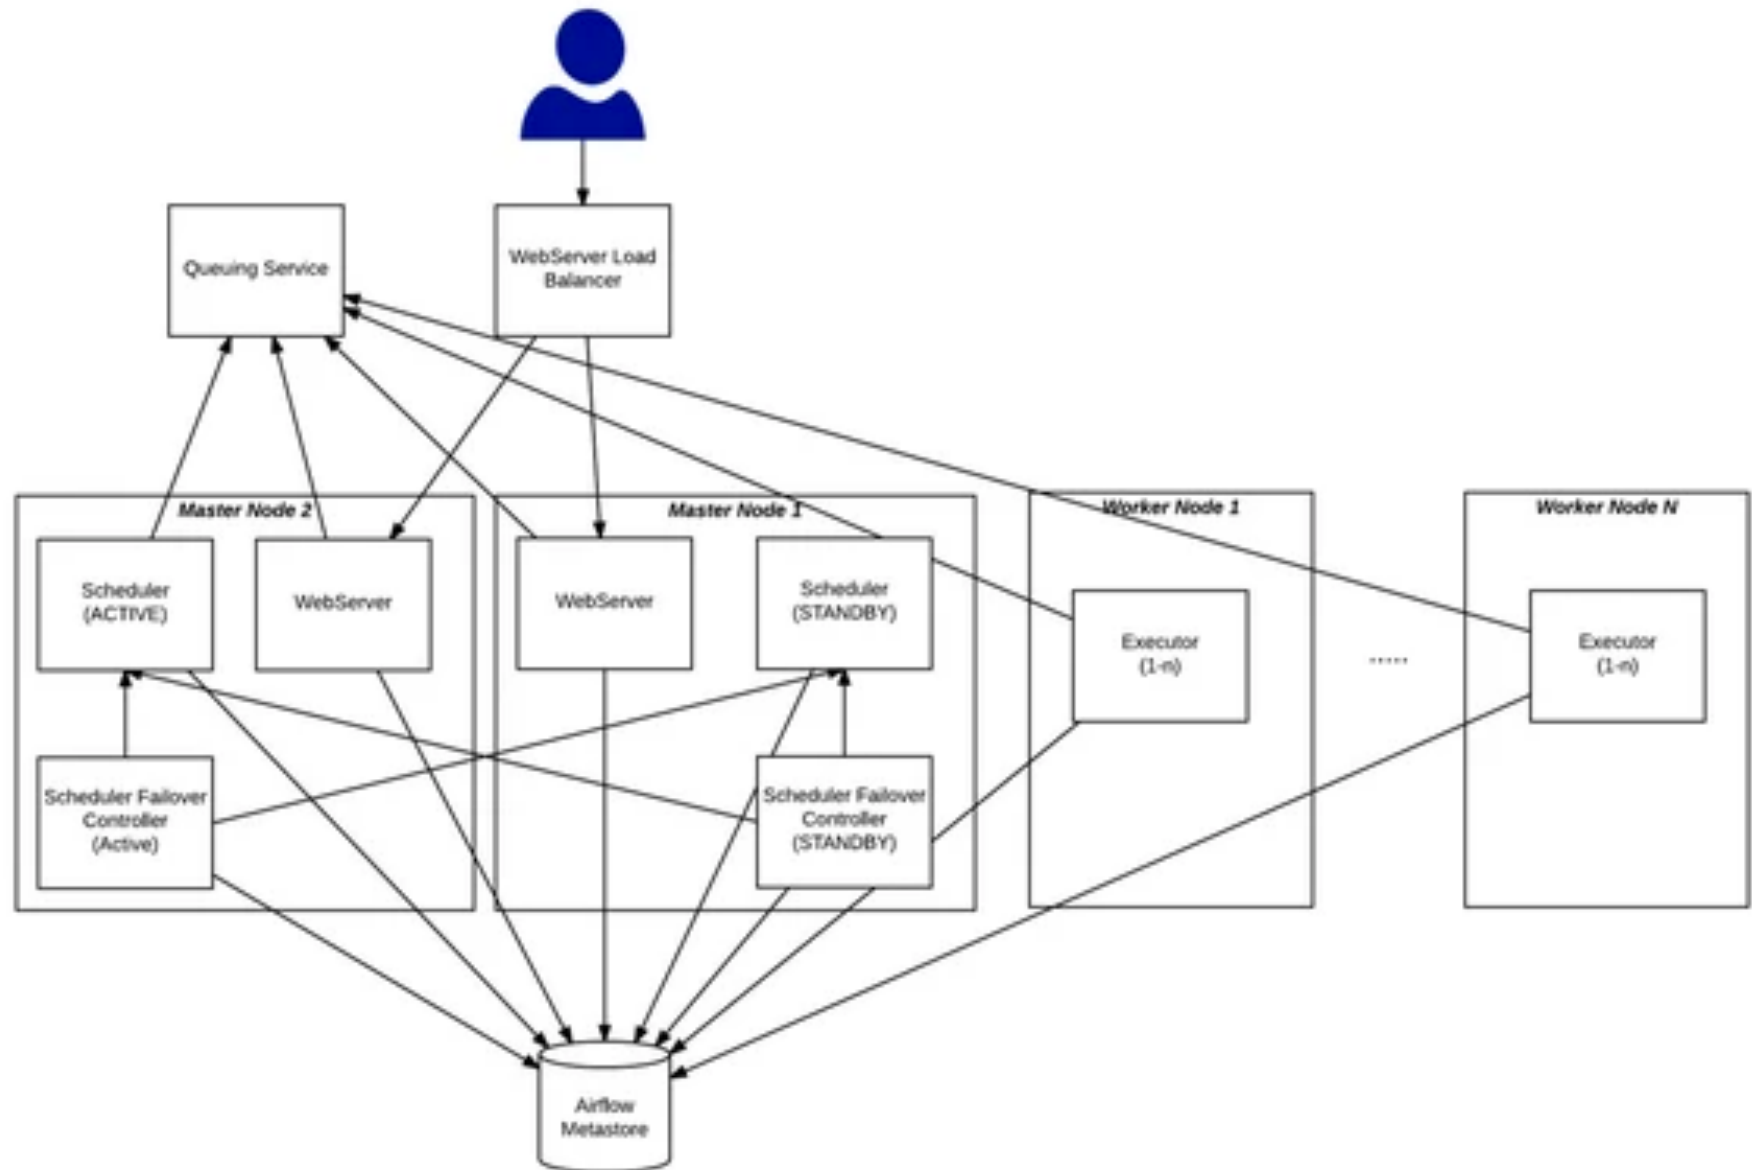 Queuing Service
WebServer Load
Balancer
Master Node 2
Master Node 1
Worker Node 1
Worker Node N
Scheduler
(ACTIVE)
WebServer
WebServer
Scheduler
(STANDBY)
Executor
(1-n)
.....
Executor
(1-n)
Scheduler Failover
Controller
(Active)
Scheduler Failover
Controller
(STANDBY)
Airflow
Metastore